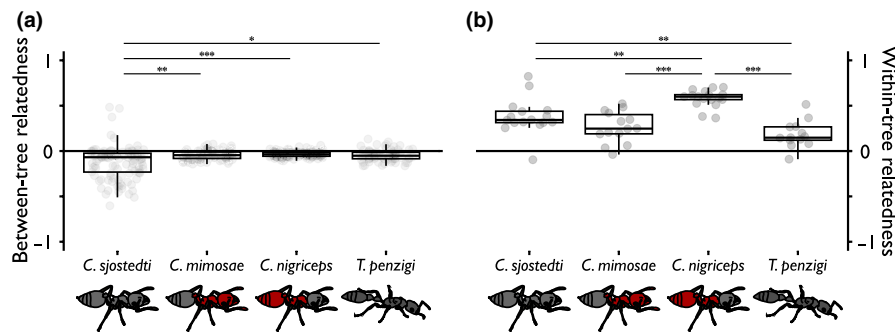 (a)
Between-tree relatedness
1
0
−1
*
***
**
C. sjostedti
C. mimosae
C. nigriceps
T. penzigi
(b)
Within-tree relatedness
1
0
−1
**
**
***
***
C. sjostedti
C. mimosae
C. nigriceps
T. penzigi